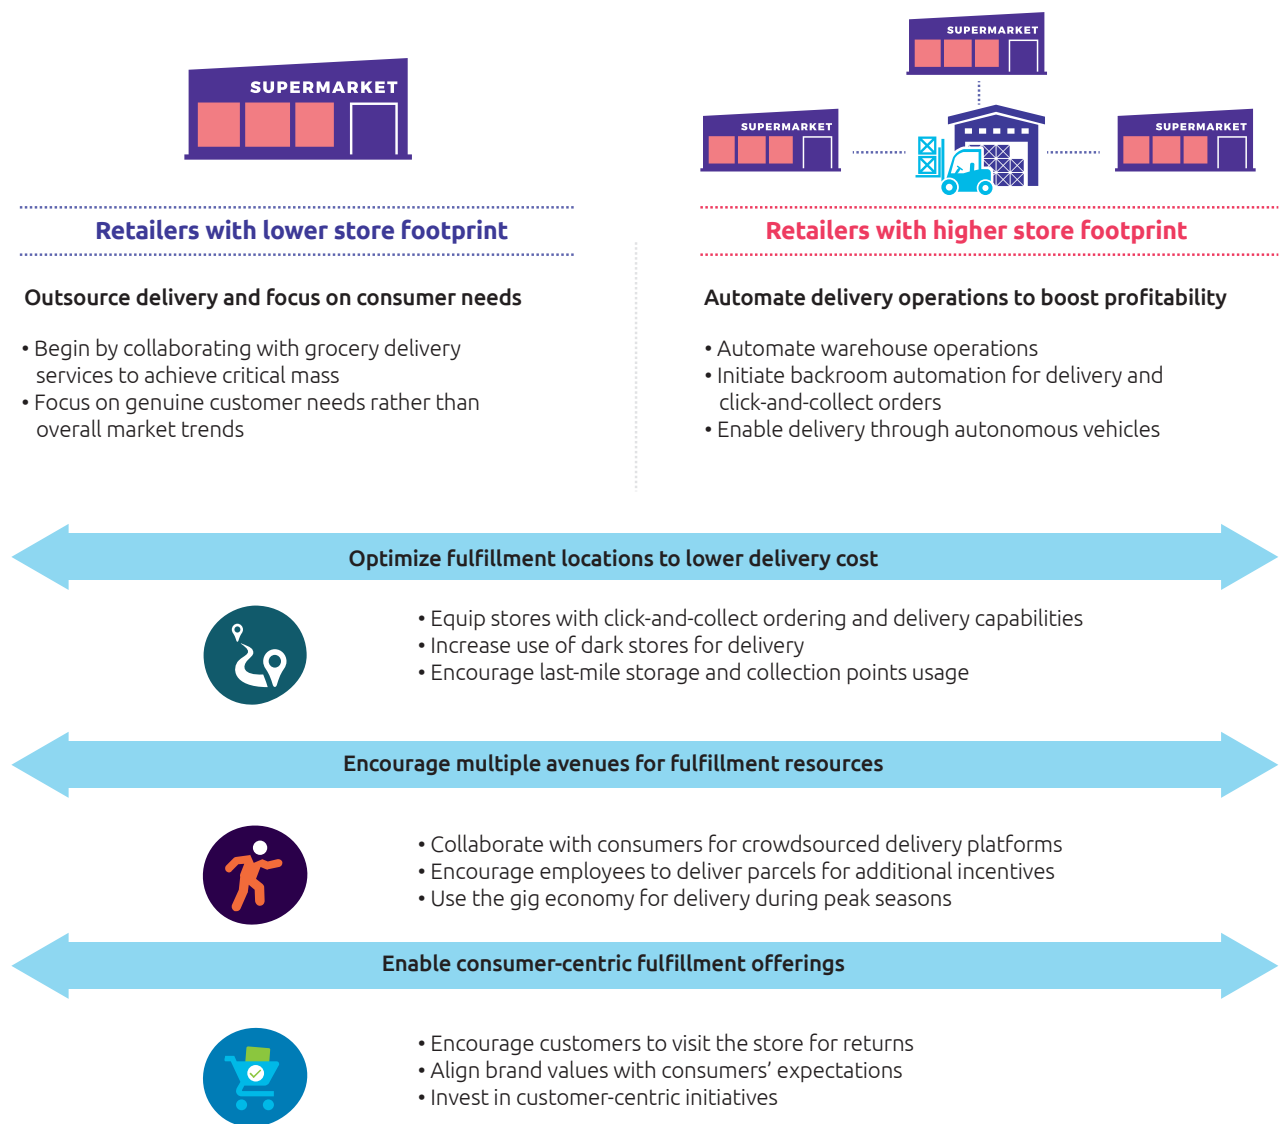 SUPERMARKET
SUPERMARKET
SUPERMARKET
SUPERMARKET
Retailers with lower store footprint
Outsource delivery and focus on consumer needs
• Begin by collaborating with grocery delivery
services to achieve critical mass
• Focus on genuine customer needs rather than
overall market trends
Retailers with higher store footprint
Automate delivery operations to boost profitability
• Automate warehouse operations
• Initiate backroom automation for delivery and
click-and-collect orders
• Enable delivery through autonomous vehicles
Optimize fulfillment locations to lower delivery cost
• Equip stores with click-and-collect ordering and delivery capabilities
• Increase use of dark stores for delivery
• Encourage last-mile storage and collection points usage
Encourage multiple avenues for fulfillment resources
• Collaborate with consumers for crowdsourced delivery platforms
• Encourage employees to deliver parcels for additional incentives
• Use the gig economy for delivery during peak seasons
Enable consumer-centric fulfillment offerings
• Encourage customers to visit the store for returns
• Align brand values with consumers’ expectations
• Invest in customer-centric initiatives